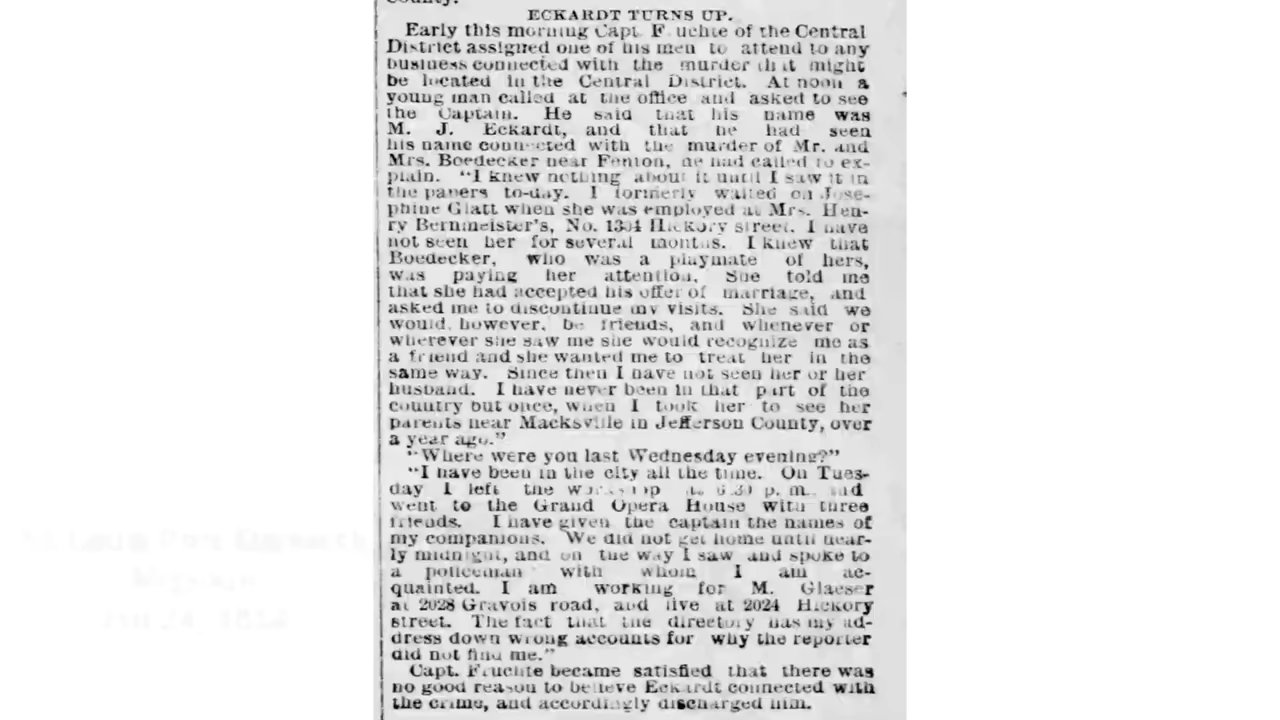 County.
ECKARDT TURNS UP.
Early this morning Capt. F uchte of the Central
District assigned one of his men to attend to any
business connected with the murder that might
be located in the Central District. At noon a
young man called at the office and asked to see
the Captain. He said that his name was
M. J. Eckardt, and that he had seen
his name connected with the murder of Mr. and
Mrs. Boedecker near Fenton, he had called to ex-
plain. "I knew nothing about it until I saw it in
the papers to-day. I formerly waited on Jose-
phine Glatt when she was employed at Mrs. Hen-
ry Bernmeister's, No. 1334 Hickory street. I have
not seen her for several months. I knew that
Boedecker, who was a playmate of hers,
was paying her attention. She told me
that she had accepted his offer of marriage, and
asked me to discontinue my visits. She said we
would, however, be friends, and whenever or
wherever she saw me she would recognize me as
a friend and she wanted me to treat her in the
same way. Since then I have not seen her or her
husband. I have never been in that part of the
country but once, when I took her to see her
parents near Macksville in Jefferson County, over
a year ago."
"Where were you last Wednesday evening?"
"I have been in the city all the time. On Tues-
day I left the workshop at 6:30 p. m. and
went to the Grand Opera House with three
friends. I have given the captain the names of
my companions. We did not get home until near-
ly midnight, and on the way I saw and spoke to
a policeman with whom I am ac-
quainted. I am working for M. Glaeser
at 2028 Gravois road, and live at 2024 Hickory
street. The fact that the directory has my ad-
dress down wrong accounts for why the reporter
did not find me."
Capt. Fruchte became satisfied that there was
no good reason to believe Eckardt connected with
the crime, and accordingly discharged him.